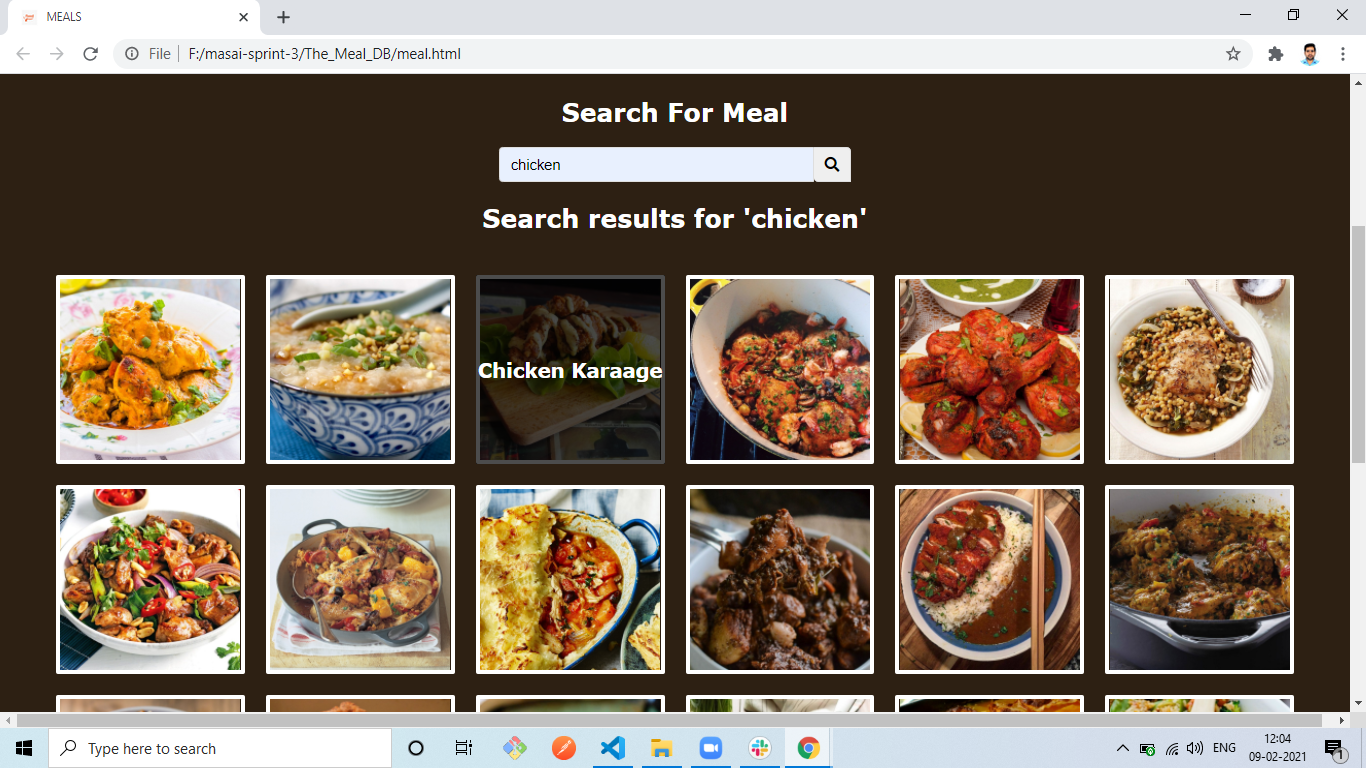 MEALS
File
F:/masai-sprint-3/The_Meal_DB/meal.html
Search For Meal
chicken
Search results for 'chicken'
Chicken Karaage
Type here to search
ENG
12:04
09-02-2021
1